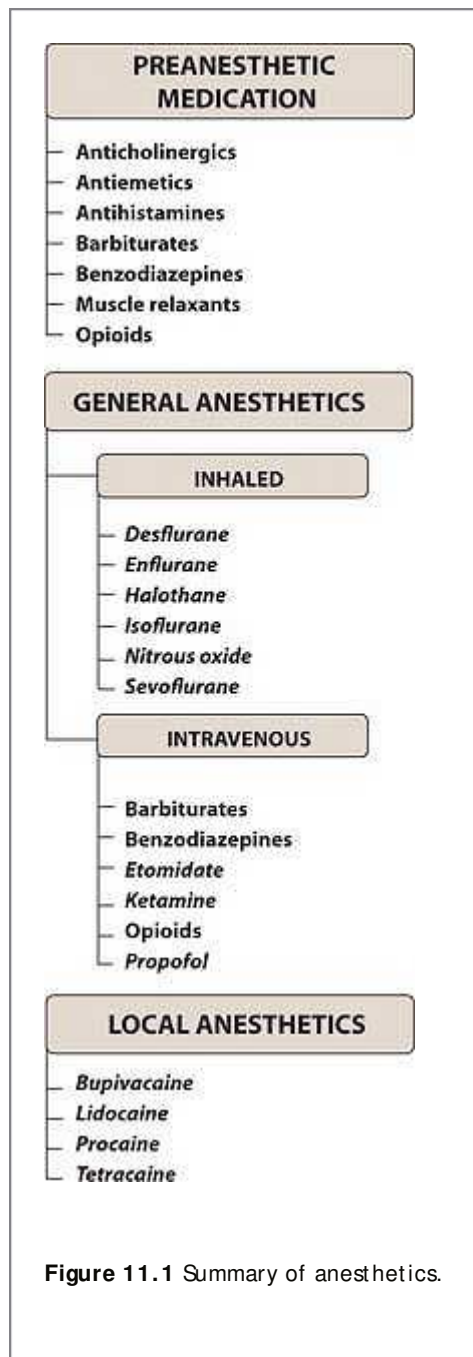 PREANESTHETIC
MEDICATION
Anticholinergics
Antiemetics
Antihistamines
Barbiturates
Benzodiazepines
Muscle relaxants
Opioids
GENERAL ANESTHETICS
INHALED
Desflurane
Enflurane
Halothane
Isoflurane
Nitrous oxide
Sevoflurane
INTRAVENOUS
Barbiturates
Benzodiazepines
Etomidate
Ketamine
Opioids
Propofol
LOCAL ANESTHETICS
Bupivacaine
Lidocaine
Procaine
Tetracaine
Figure 11.1 Summary of anesthetics.